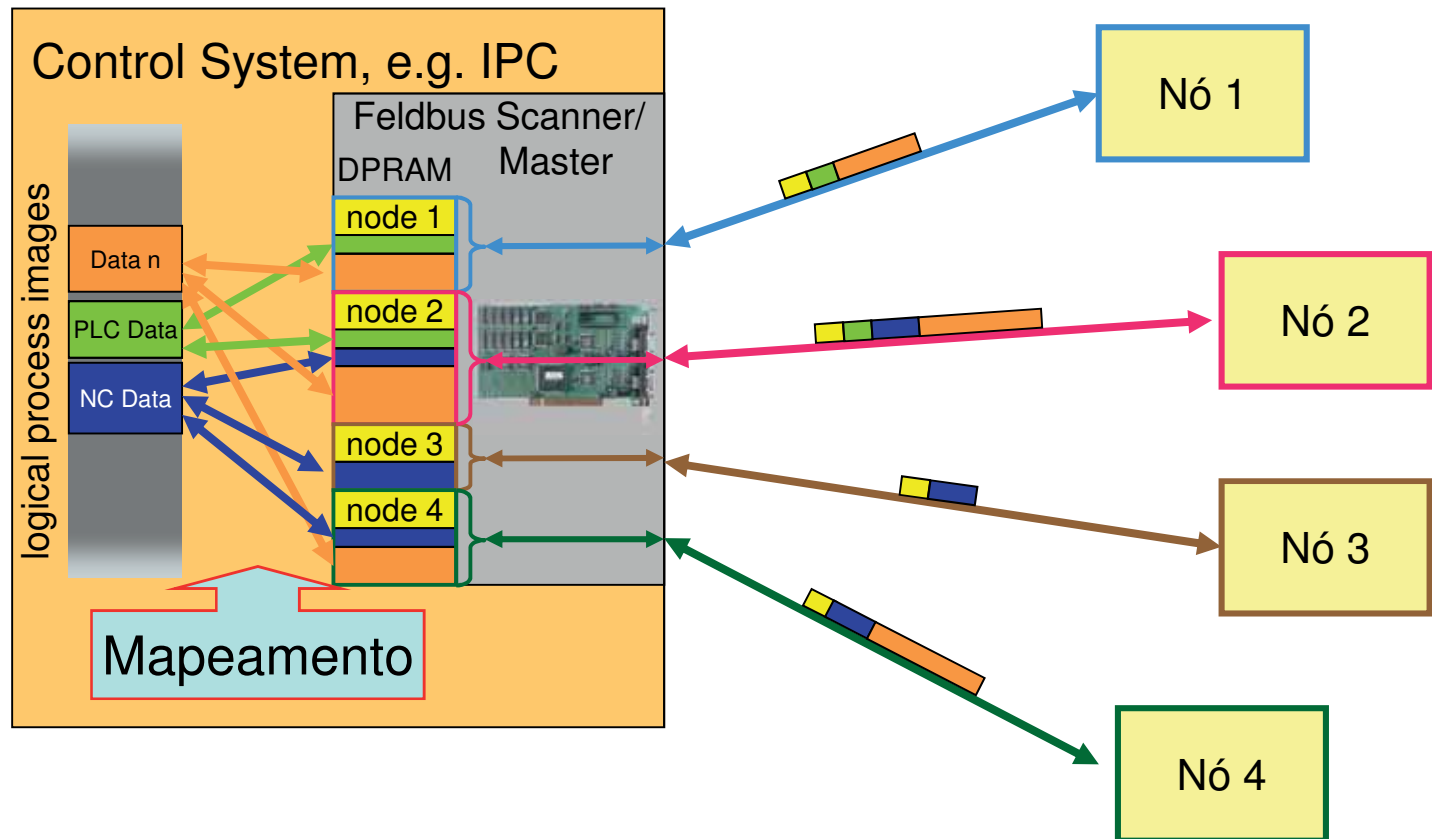 Control System, e.g. IPC
Feldbus Scanner/
Master
DPRAM
logical process images
Data n
PLC Data
NC Data
node 1
node 2
node 3
node 4
Mapeamento
Nó 1
Nó 2
Nó 3
Nó 4